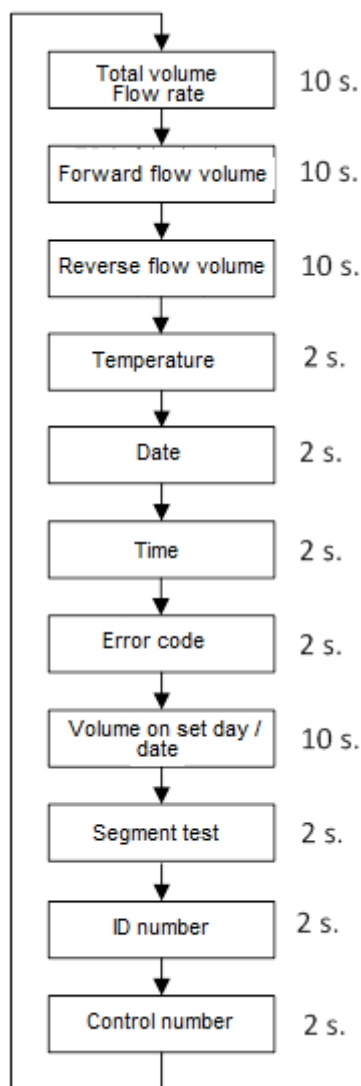 Total volume
Flow rate
10 s.
Forward flow volume
10 s.
Reverse flow volume
10 s.
Temperature
2 s.
Date
2 s.
Time
2 s.
Error code
2 s.
Volume on set day /
date
10 s.
Segment test
2 s.
ID number
2 s.
Control number
2 s.